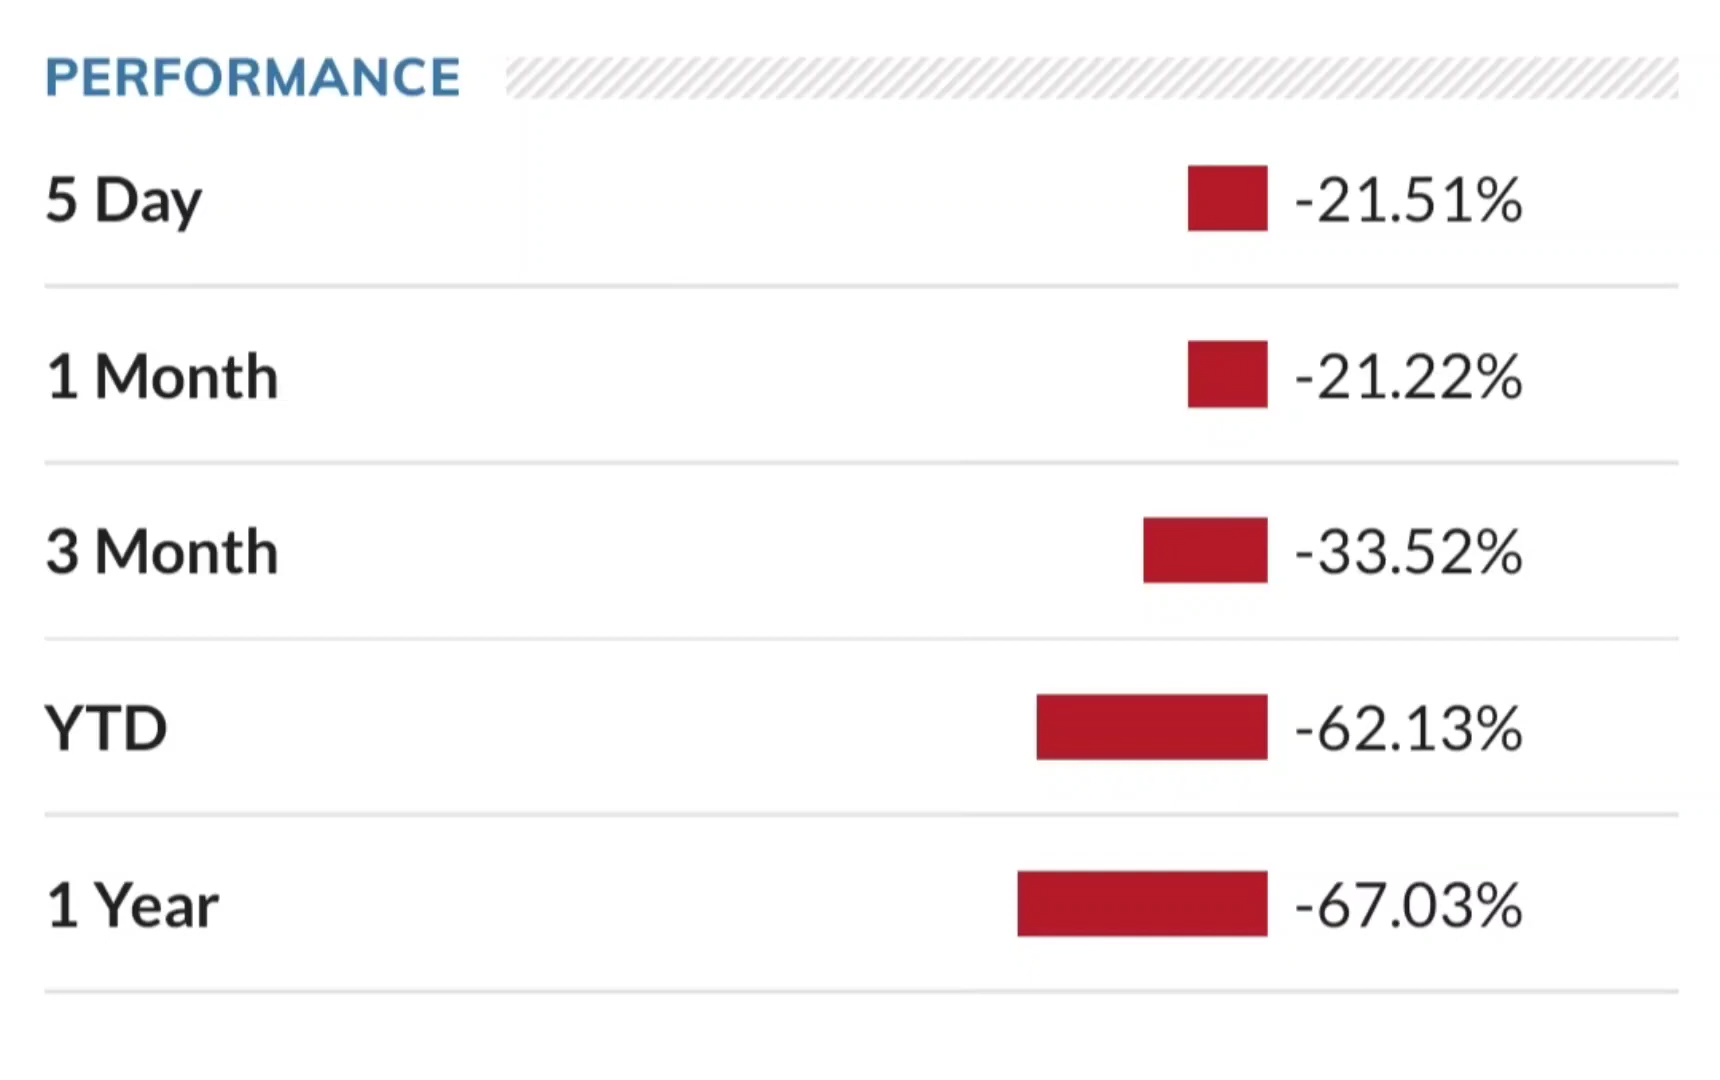 PERFORMANCE
5 Day -21.51%
1 Month -21.22%
3 Month -33.52%
YTD -62.13%
1 Year -67.03%